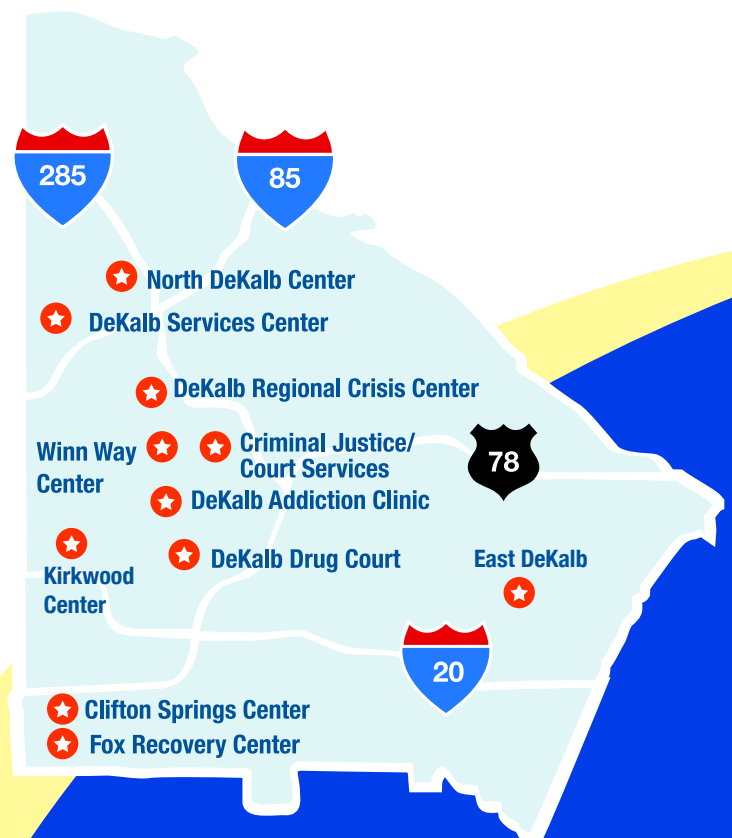 285
85
North DeKalb Center
DeKalb Services Center
DeKalb Regional Crisis Center
Winn Way
Center
Criminal Justice/
Court Services
78
DeKalb Addiction Clinic
Kirkwood
Center
DeKalb Drug Court
East DeKalb
20
Clifton Springs Center
Fox Recovery Center